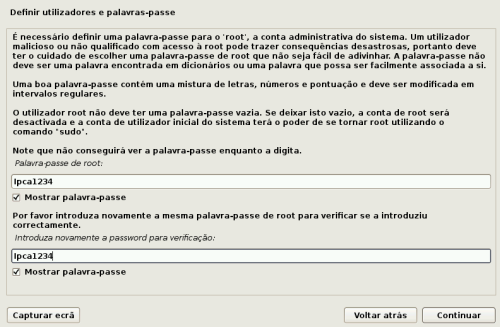 Definir utilizadores e palavras-passe
É necessário definir uma palavra-passe para o 'root', a conta administrativa do sistema. Um utilizador
malicioso ou não qualificado com acesso à root pode trazer consequências desastrosas, portanto deve
ter o cuidado de escolher uma palavra-passe de root que não seja fácil de adivinhar. A palavra-passe não
deve ser uma palavra encontrada em dicionários ou uma palavra que possa ser facilmente associada a si.
Uma boa palavra-passe contém uma mistura de letras, números e pontuação e deve ser modificada em
intervalos regulares.
O utilizador root não deve ter uma palavra-passe vazia. Se deixar isto vazio, a conta de root será
desactivada e a conta de utilizador inicial do sistema terá o poder de se tornar root utilizando o
comando "sudo".
Note que não conseguirá ver a palavra-passe enquanto a digita.
Palavra-passe de root:
Ipca1234
Mostrar palavra-passe
Por favor introduza novamente a mesma palavra-passe de root para verificar se a introduziu
correctamente.
Introduza novamente a password para verificação:
Ipca1234
Mostrar palavra-passe
Capturar ecrã
Voltar atrás
Continuar